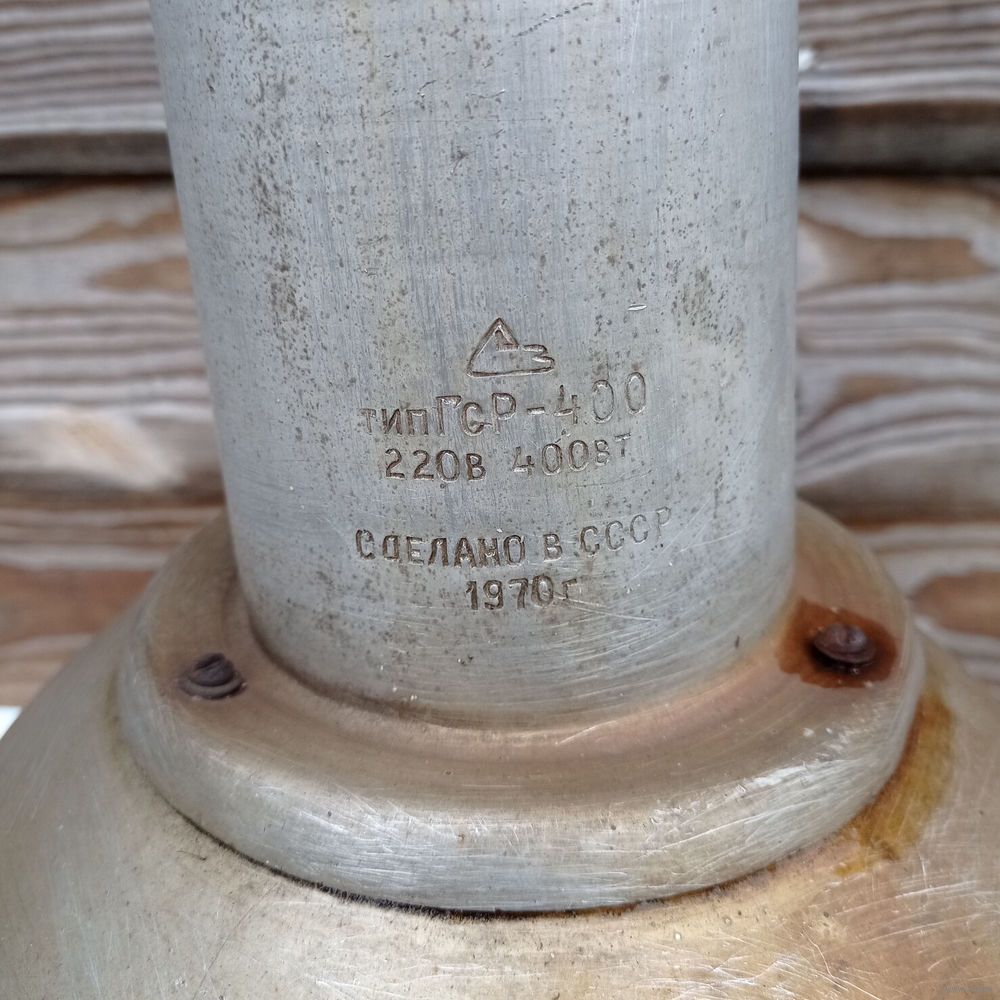 тип ГсР-400
220В 400Вт
СДЕЛАНО В СССР
1970г